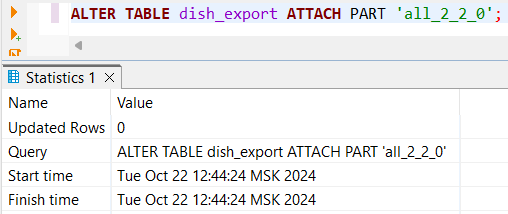 ALTER TABLE dish_export ATTACH PART 'all_2_2_0';
Statistics 1
Name Value
Updated Rows 0
Query ALTER TABLE dish_export ATTACH PART 'all_2_2_0'
Start time Tue Oct 22 12:44:24 MSK 2024
Finish time Tue Oct 22 12:44:24 MSK 2024